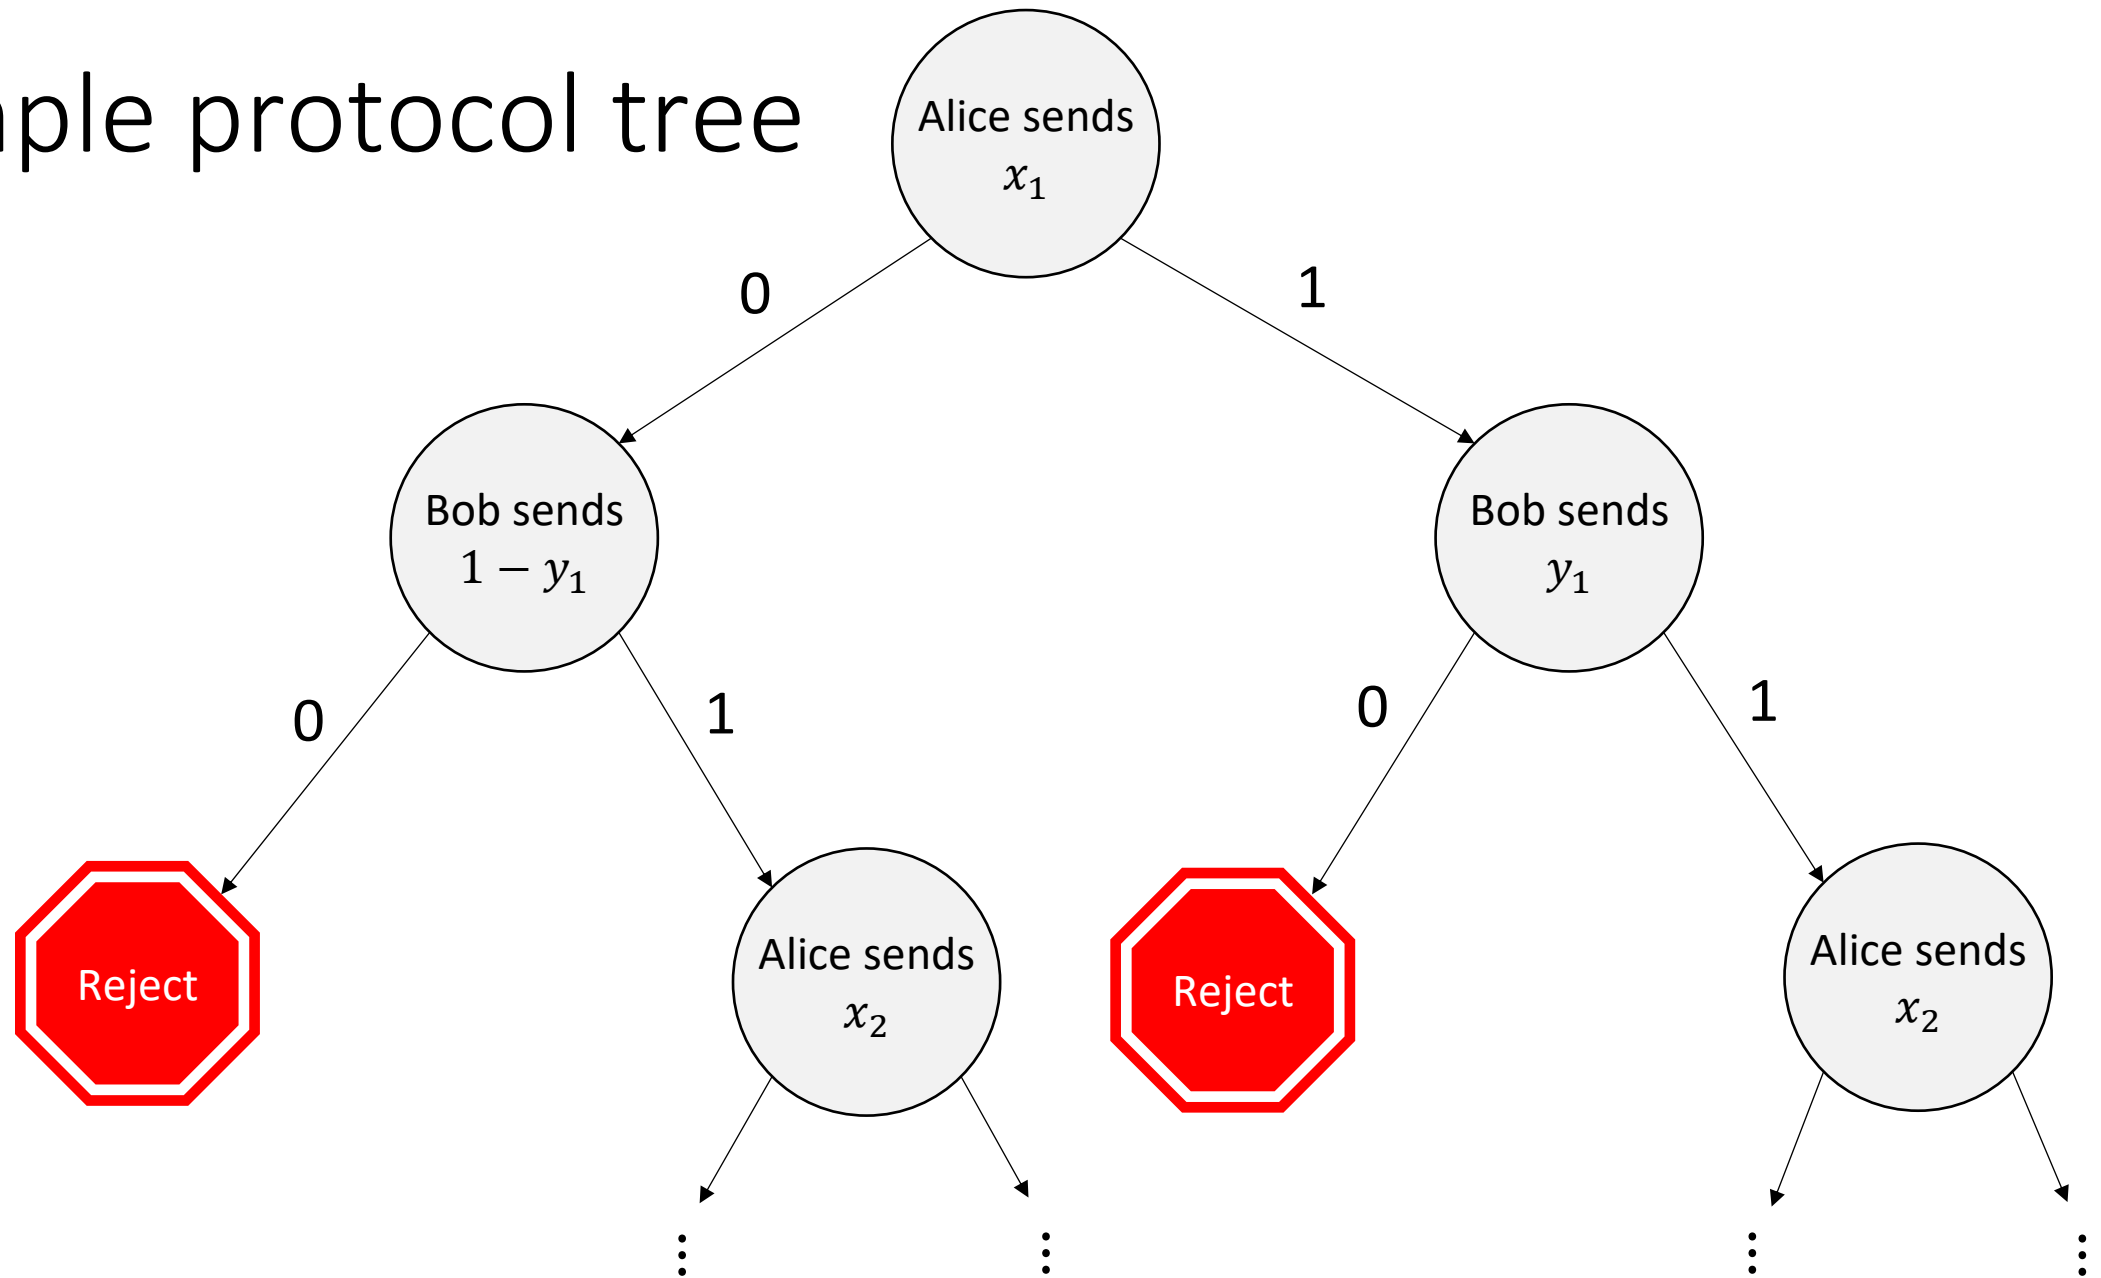 ple protocol tree
Alice sends
x₁
0
1
Bob sends
1 − y₁
Bob sends
y₁
0
1
0
1
Reject
Alice sends
x₂
Reject
Alice sends
x₂
⋮
⋮
⋮
⋮